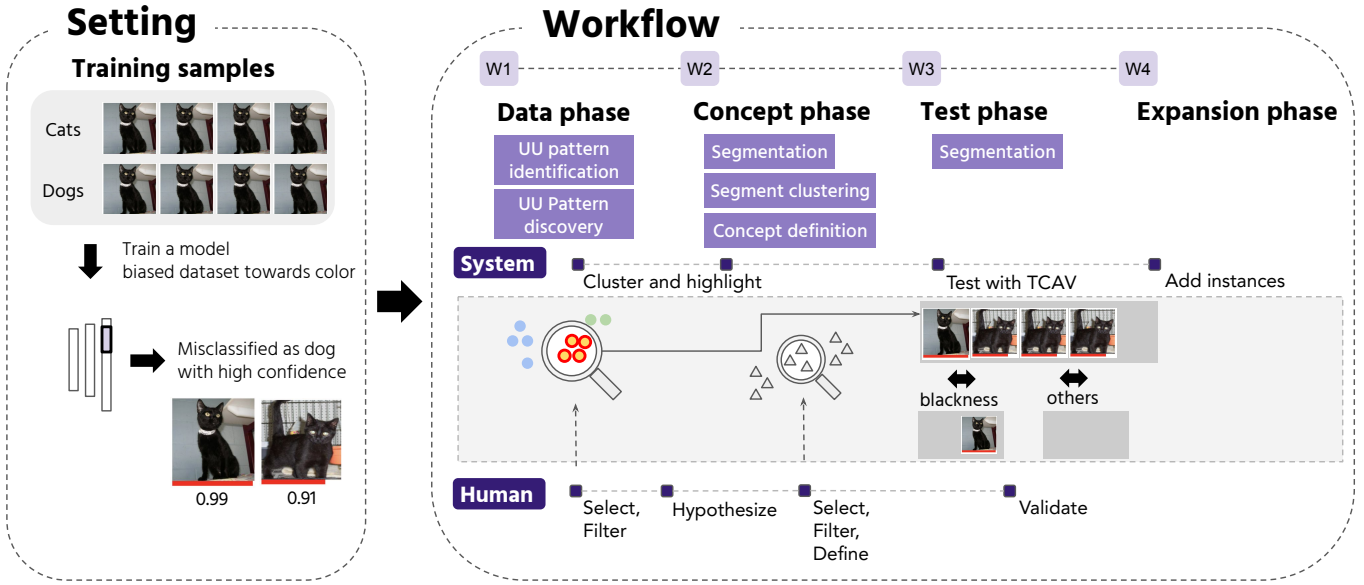 Setting
Training samples
Cats
Dogs
Train a model
biased dataset towards color
Misclassified as dog
with high confidence
0.99
0.91
Workflow
W1
W2
W3
W4
Data phase
Concept phase
Test phase
Expansion phase
UU pattern
identification
UU Pattern
discovery
Segmentation
Segment clustering
Concept definition
Segmentation
System
Cluster and highlight
Test with TCAV
Add instances
blackness
others
Human
Select,
Filter
Hypothesize
Select,
Filter,
Define
Validate